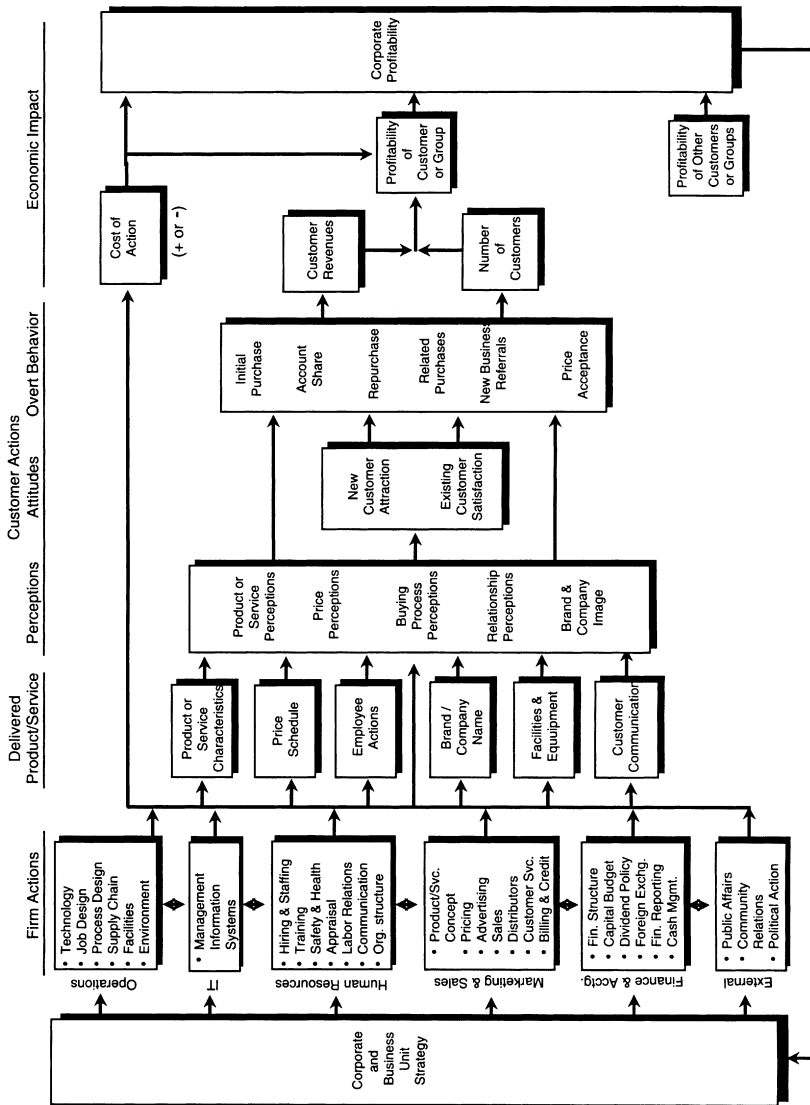 Firm Actions
Delivered
Product/Service
Customer Actions
Perceptions
Attitudes
Overt Behavior
Economic Impact
Corporate
and
Business
Unit
Strategy
Operations
• Technology
• Job Design
• Process Design
• Supply Chain
• Facilities
• Environment
IT
• Management
Information
Systems
Human Resources
• Hiring & Staffing
• Training
• Safety & Health
• Appraisal
• Labor Relations
• Communication
• Org. structure
Marketing & Sales
• Product/Svc.
Concept
• Pricing
• Advertising
• Sales
• Distributors
• Customer Svc.
• Billing & Credit
Finance & Acctg.
• Fin. Structure
• Capital Budget
• Dividend Policy
• Foreign Exchg.
• Fin. Reporting
• Cash Mgmt.
External
• Public Affairs
• Community
Relations
• Political Action
Product or
Service
Characteristics
Price
Schedule
Employee
Actions
Brand /
Company
Name
Facilities &
Equuipment
Customer
Communication
Product or
Service
Perceptions
Price
Perceptions
Buying
Process
Perceptions
Relationship
Perceptions
Brand &
Company
Image
New
Customer
Attraction
Existing
Customer
Satisfaction
Initial
Purchase
Account
Share
Repurchase
Related
Purchases
New Business
Referrals
Price
Acceptance
Cost of
Action
(+ or -)
Customer
Revenues
Number
of
Customers
Profitability
of
Customer
or Group
Profitability
of Other
Customers
or Groups
Corporate
Profitability